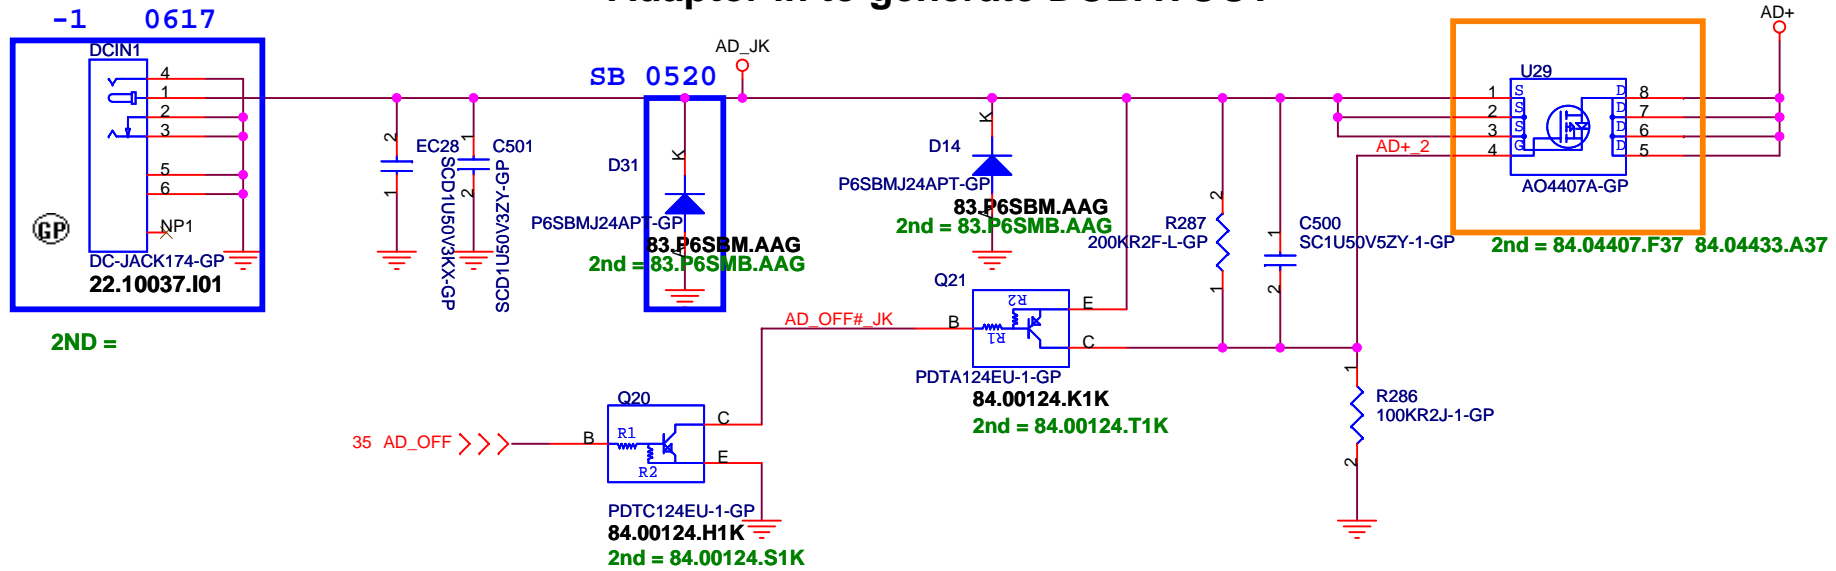 -1 0617
DCIN1
4
1
2
3
5
6
NP1
GP
DC-JACK174-GP
22.10037.I01
2ND =
2
EC28
1
SCD1U50V3KX-GP
1
C501
2
SCD1U50V3ZY-GP
SB 0520
D31
K
P6SBMJ24APT-GP
A
83.P6SBM.AAG
2nd = 83.P6SMB.AAG
AD_JK
D14
K
P6SBMJ24APT-GP
A
83.P6SBM.AAG
2nd = 83.P6SMB.AAG
2
R287
200KR2F-L-GP
1
1
C500
SC1U50V5ZY-1-GP
2
AD+
U29
1 S D 8
2 S D 7
3 S D 6
AD+_2 4 G D 5
AO4407A-GP
2nd = 84.04407.F37 84.04433.A37
Q21
R2
E
AD_OFF#_JK B
R1
C
PDTA124EU-1-GP
84.00124.K1K
2nd = 84.00124.T1K
1
R286
100KR2J-1-GP
2
Q20
C
35 AD_OFF B R1
R2
E
PDTC124EU-1-GP
84.00124.H1K
2nd = 84.00124.S1K